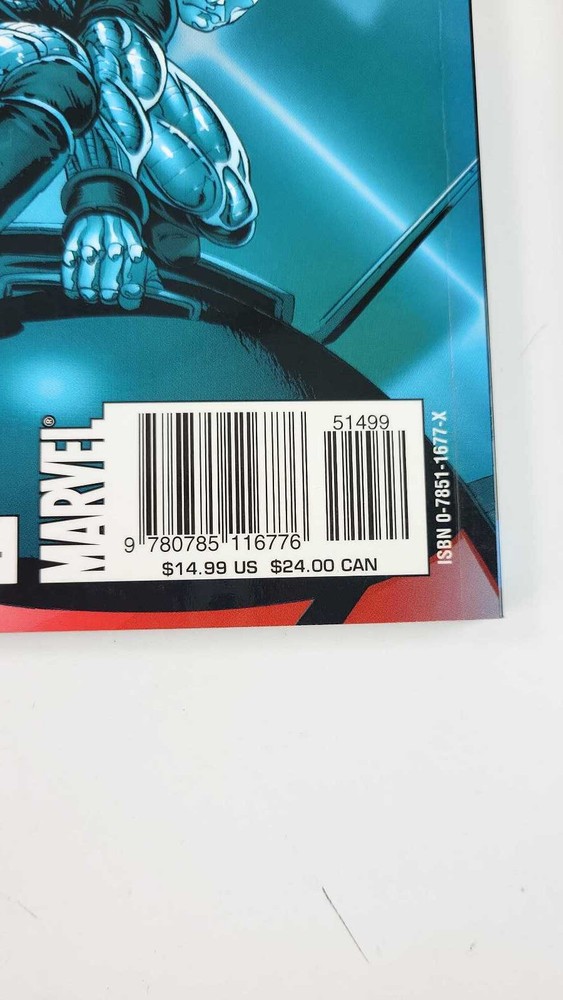 MARVEL®
51499
9 780785 116776
$14.99 US $24.00 CAN
ISBN 0-7851-1677-X